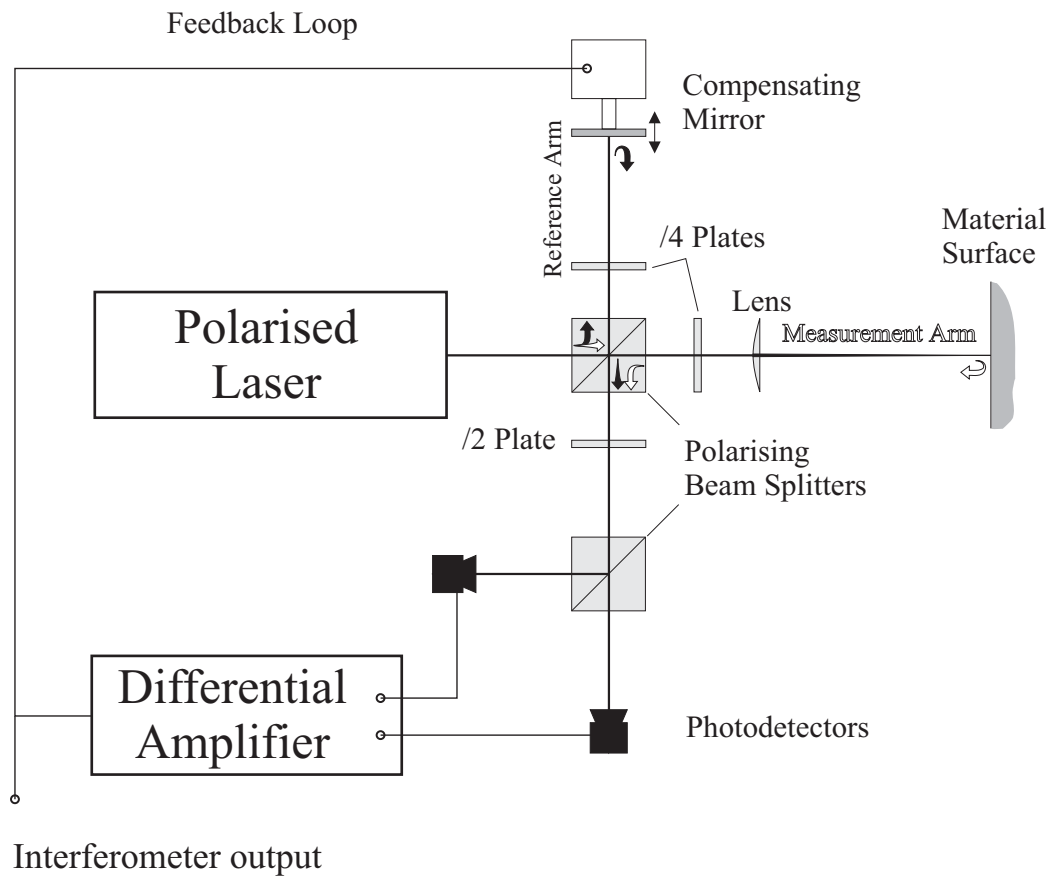 Feedback Loop
Compensating
Mirror
Reference Arm
/4 Plates
Material
Surface
Lens
Measurement Arm
Polarised
Laser
/2 Plate
Polarising
Beam Splitters
Differential
Amplifier
Photodetectors
Interferometer output